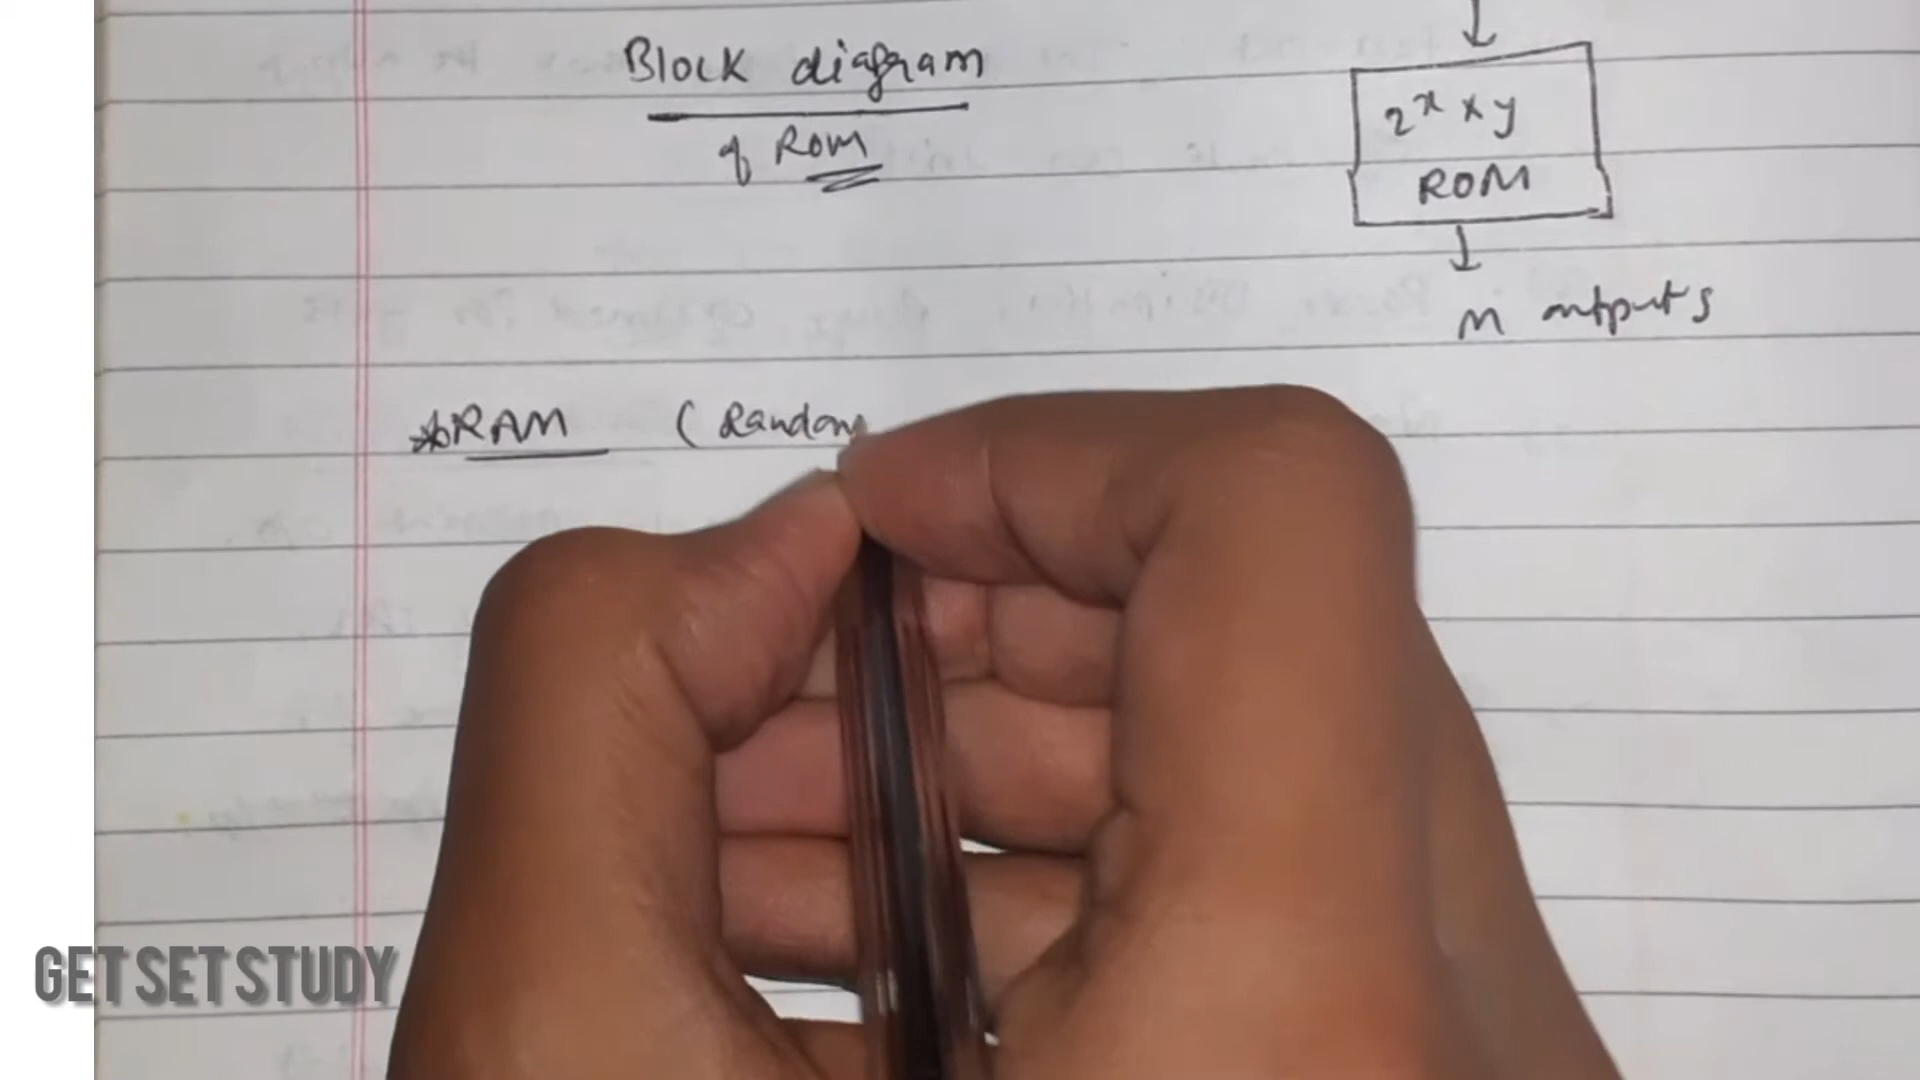 Block diagram
of ROM
2^x x y
ROM
m outputs
*RAM (Random
GET SET STUDY